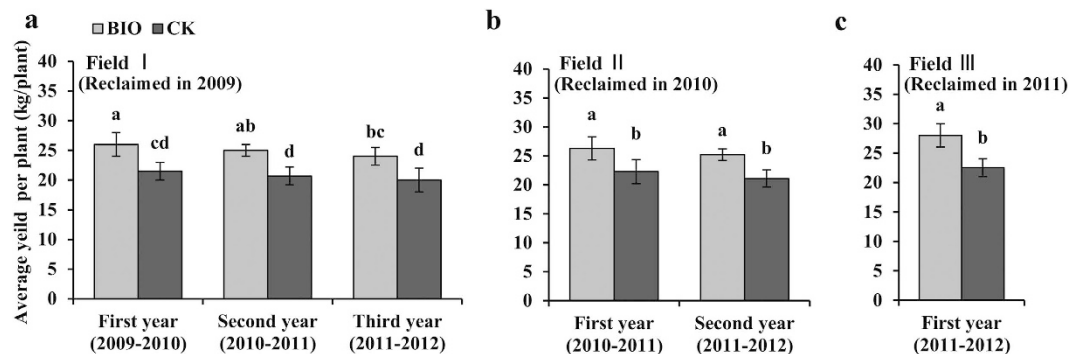 a
BIO CK
Field Ⅰ
(Reclaimed in 2009)
Average yeild per plant (kg/plant)
40
35
30
25
20
15
10
5
0
a
cd
ab
d
bc
d
First year
(2009-2010)
Second year
(2010-2011)
Third year
(2011-2012)
b
Field Ⅱ
(Reclaimed in 2010)
40
35
30
25
20
15
10
5
0
a
b
a
b
First year
(2010-2011)
Second year
(2011-2012)
c
Field Ⅲ
(Reclaimed in 2011)
40
35
30
25
20
15
10
5
0
a
b
First year
(2011-2012)